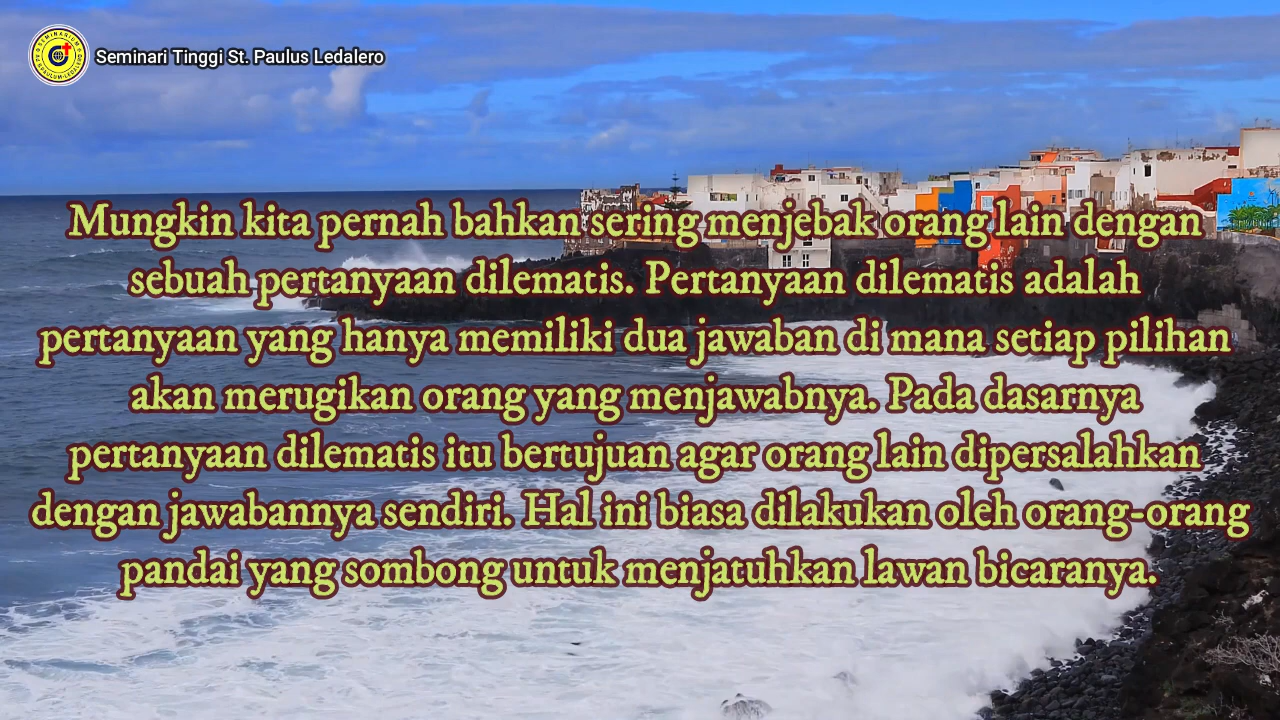 Seminari Tinggi St. Paulus Ledalero
Mungkin kita pernah bahkan sering menjebak orang lain dengan
sebuah pertanyaan dilematis. Pertanyaan dilematis adalah
pertanyaan yang hanya memiliki dua jawaban di mana setiap pilihan
akan merugikan orang yang menjawabnya. Pada dasarnya
pertanyaan dilematis itu bertujuan agar orang lain dipersalahkan
dengan jawabannya sendiri. Hal ini biasa dilakukan oleh orang-orang
pandai yang sombong untuk menjatuhkan lawan bicaranya.